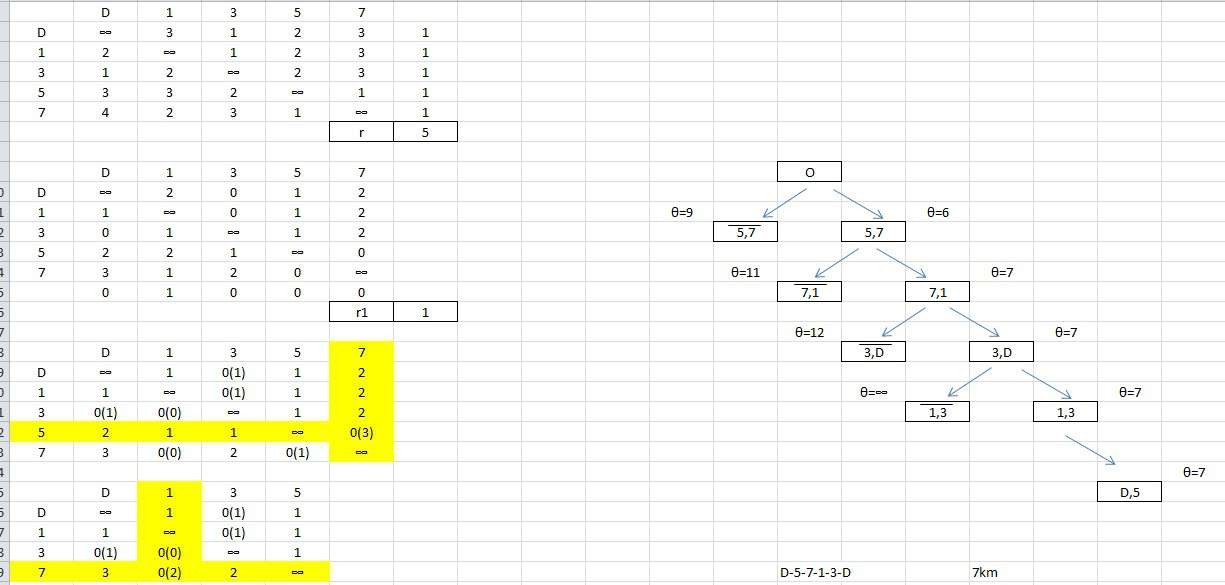 D 1 3 5 7
D ∞ 3 1 2 3 1
1 2 ∞ 1 2 3 1
3 1 2 ∞ 2 3 1
5 3 3 2 ∞ 1 1
7 4 2 3 1 ∞ 1
r 5
D 1 3 5 7 O
D ∞ 2 0 1 2
1 1 ∞ 0 1 2 θ=9 θ=6
3 0 1 ∞ 1 2 5,7 5,7
5 2 2 1 ∞ 0
7 3 1 2 0 ∞ θ=11 θ=7
0 1 0 0 0 7,1 7,1
r1 1
θ=12 θ=7
D 1 3 5 7 3,D 3,D
D ∞ 1 0(1) 1 2
1 1 ∞ 0(1) 1 2 θ=∞ θ=7
3 0(1) 0(0) ∞ 1 2 1,3 1,3
5 2 1 1 ∞ 0(3)
7 3 0(0) 2 0(1) ∞
θ=7
D 1 3 5 D,5
D ∞ 1 0(1) 1
1 1 ∞ 0(1) 1
3 0(1) 0(0) ∞ 1
7 3 0(2) 2 ∞ D-5-7-1-3-D 7km